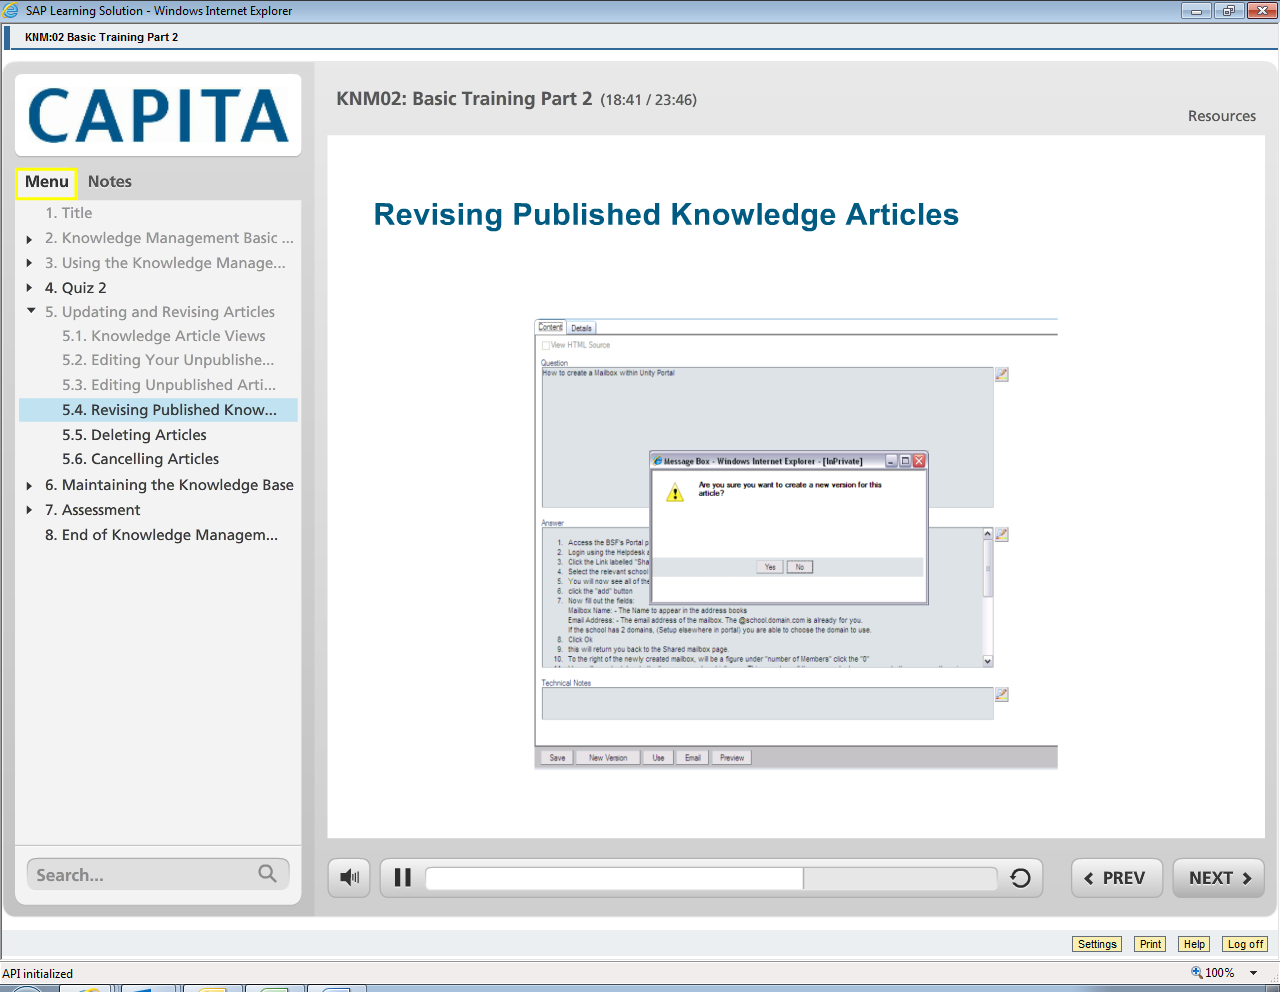 SAP Learning Solution - Windows Internet Explorer
KNM:02 Basic Training Part 2
CAPITA
KNM02: Basic Training Part 2 (18:41 / 23:46)
Resources
Menu Notes
1. Title
2. Knowledge Management Basic ...
3. Using the Knowledge Manage...
4. Quiz 2
5. Updating and Revising Articles
5.1. Knowledge Article Views
5.2. Editing Your Unpublishe...
5.3. Editing Unpublished Arti...
5.4. Revising Published Know...
5.5. Deleting Articles
5.6. Cancelling Articles
6. Maintaining the Knowledge Base
7. Assessment
8. End of Knowledge Managem...
Search...
Revising Published Knowledge Articles
Content Details
View HTML Source
Question
How to create a Mailbox within Unity Portal
Message Box - Windows Internet Explorer - [InPrivate]
Are you sure you want to create a new version for this
article?
Yes No
Answer
1. Access the BSF's Portal
2. Login using the Helpdesk
3. Click the Link labelled
4. Select the relevant school
5. You will now see all of the
6. click the "add" button
7. Now fill out the fields:
Mailbox Name: - The Name to appear in the address books
Email Address: - The email address of the mailbox. The @school.domain.com is already for you.
If the school has 2 domains, (Setup elsewhere in portal) you are able to choose the domain to use.
8. Click Ok
9. this will return you back to the Shared mailbox page.
10. To the right of the newly created mailbox, will be a figure under "number of Members" click the "0"
Technical Notes
Save New Version Use Email Preview
PREV NEXT
Settings Print Help Log off
API initialized
100%